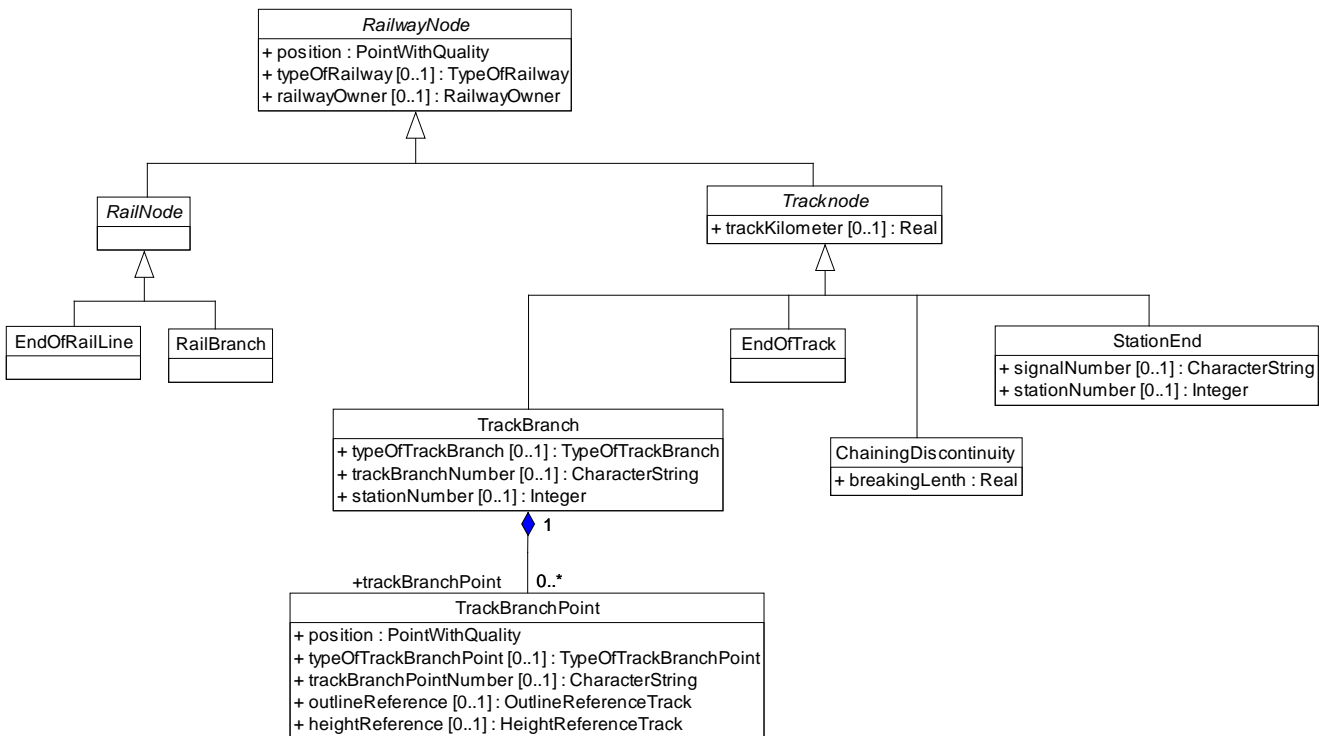 RailwayNode
+ position : PointWithQuality
+ typeOfRailway [0..1] : TypeOfRailway
+ railwayOwner [0..1] : RailwayOwner
RailNode
Tracknode
+ trackKilometer [0..1] : Real
EndOfRailLine
RailBranch
EndOfTrack
StationEnd
+ signalNumber [0..1] : CharacterString
+ stationNumber [0..1] : Integer
TrackBranch
+ typeOfTrackBranch [0..1] : TypeOfTrackBranch
+ trackBranchNumber [0..1] : CharacterString
+ stationNumber [0..1] : Integer
ChainingDiscontinuity
+ breakingLenth : Real
1
+trackBranchPoint 0..*
TrackBranchPoint
+ position : PointWithQuality
+ typeOfTrackBranchPoint [0..1] : TypeOfTrackBranchPoint
+ trackBranchPointNumber [0..1] : CharacterString
+ outlineReference [0..1] : OutlineReferenceTrack
+ heightReference [0..1] : HeightReferenceTrack